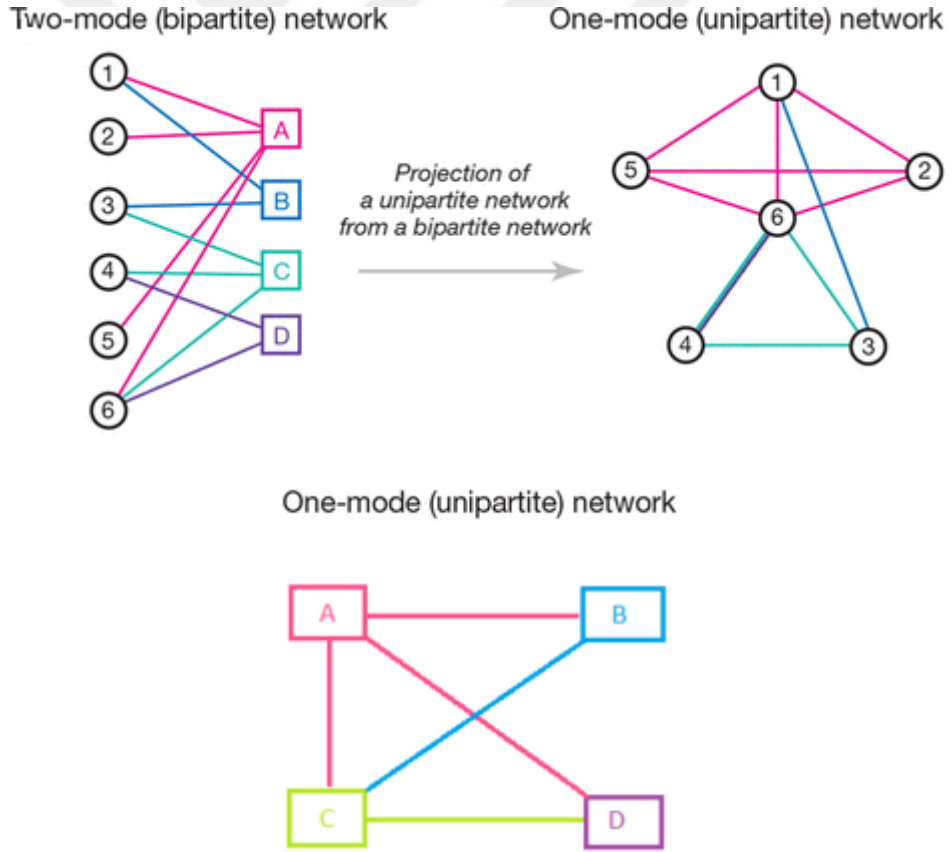 Two-mode (bipartite) network
One-mode (unipartite) network
1
2
3
4
5
6
A
B
C
D
Projection of
a unipartite network
from a bipartite network
1
5
2
6
4
3
One-mode (unipartite) network
A
B
C
D